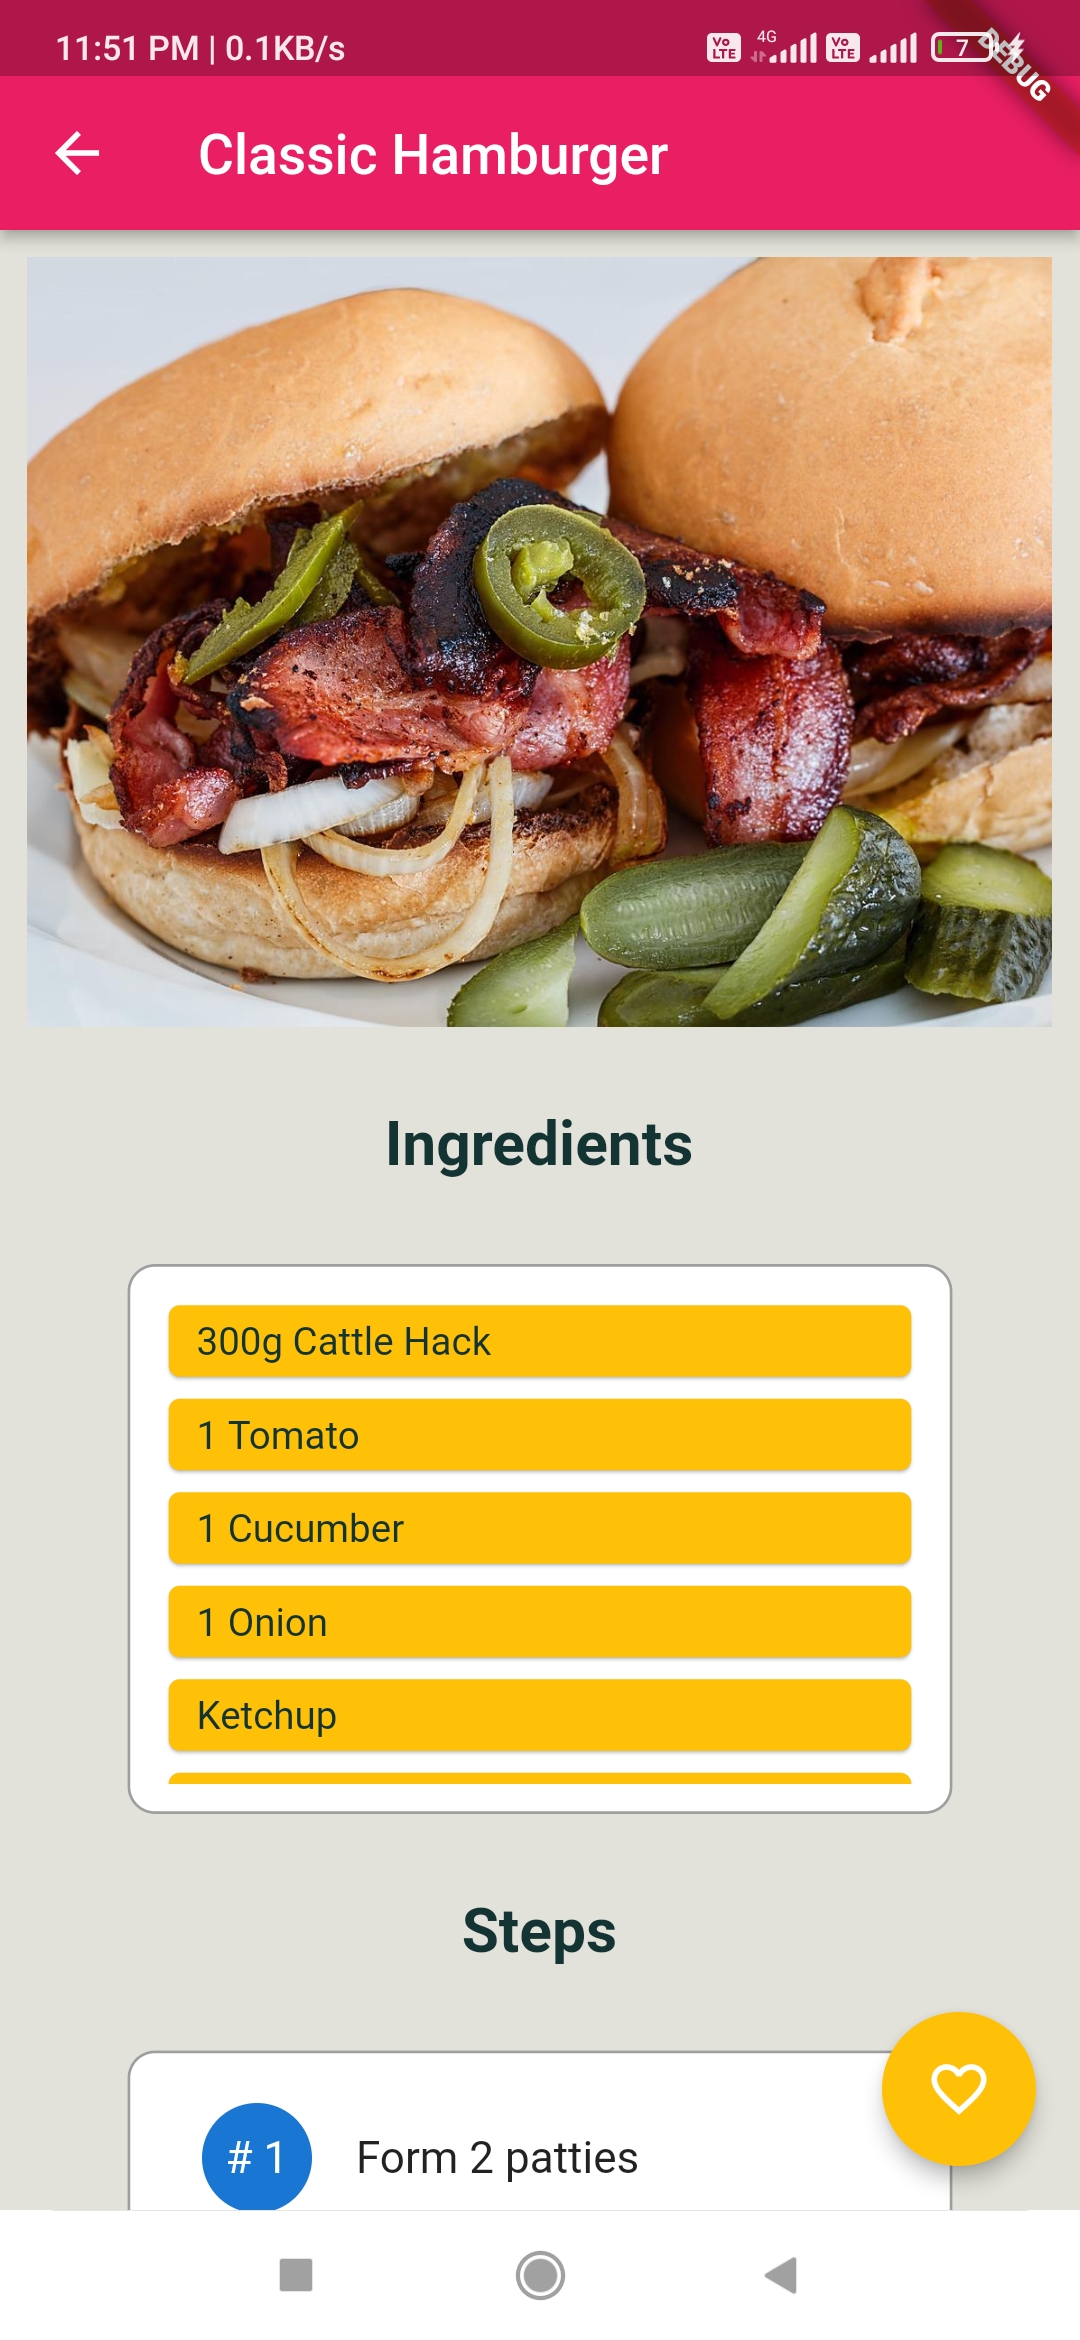 11:51 PM | 0.1KB/s
Vo LTE 4G Vo LTE 7
DEBUG
Classic Hamburger
Ingredients
300g Cattle Hack
1 Tomato
1 Cucumber
1 Onion
Ketchup
Steps
# 1 Form 2 patties